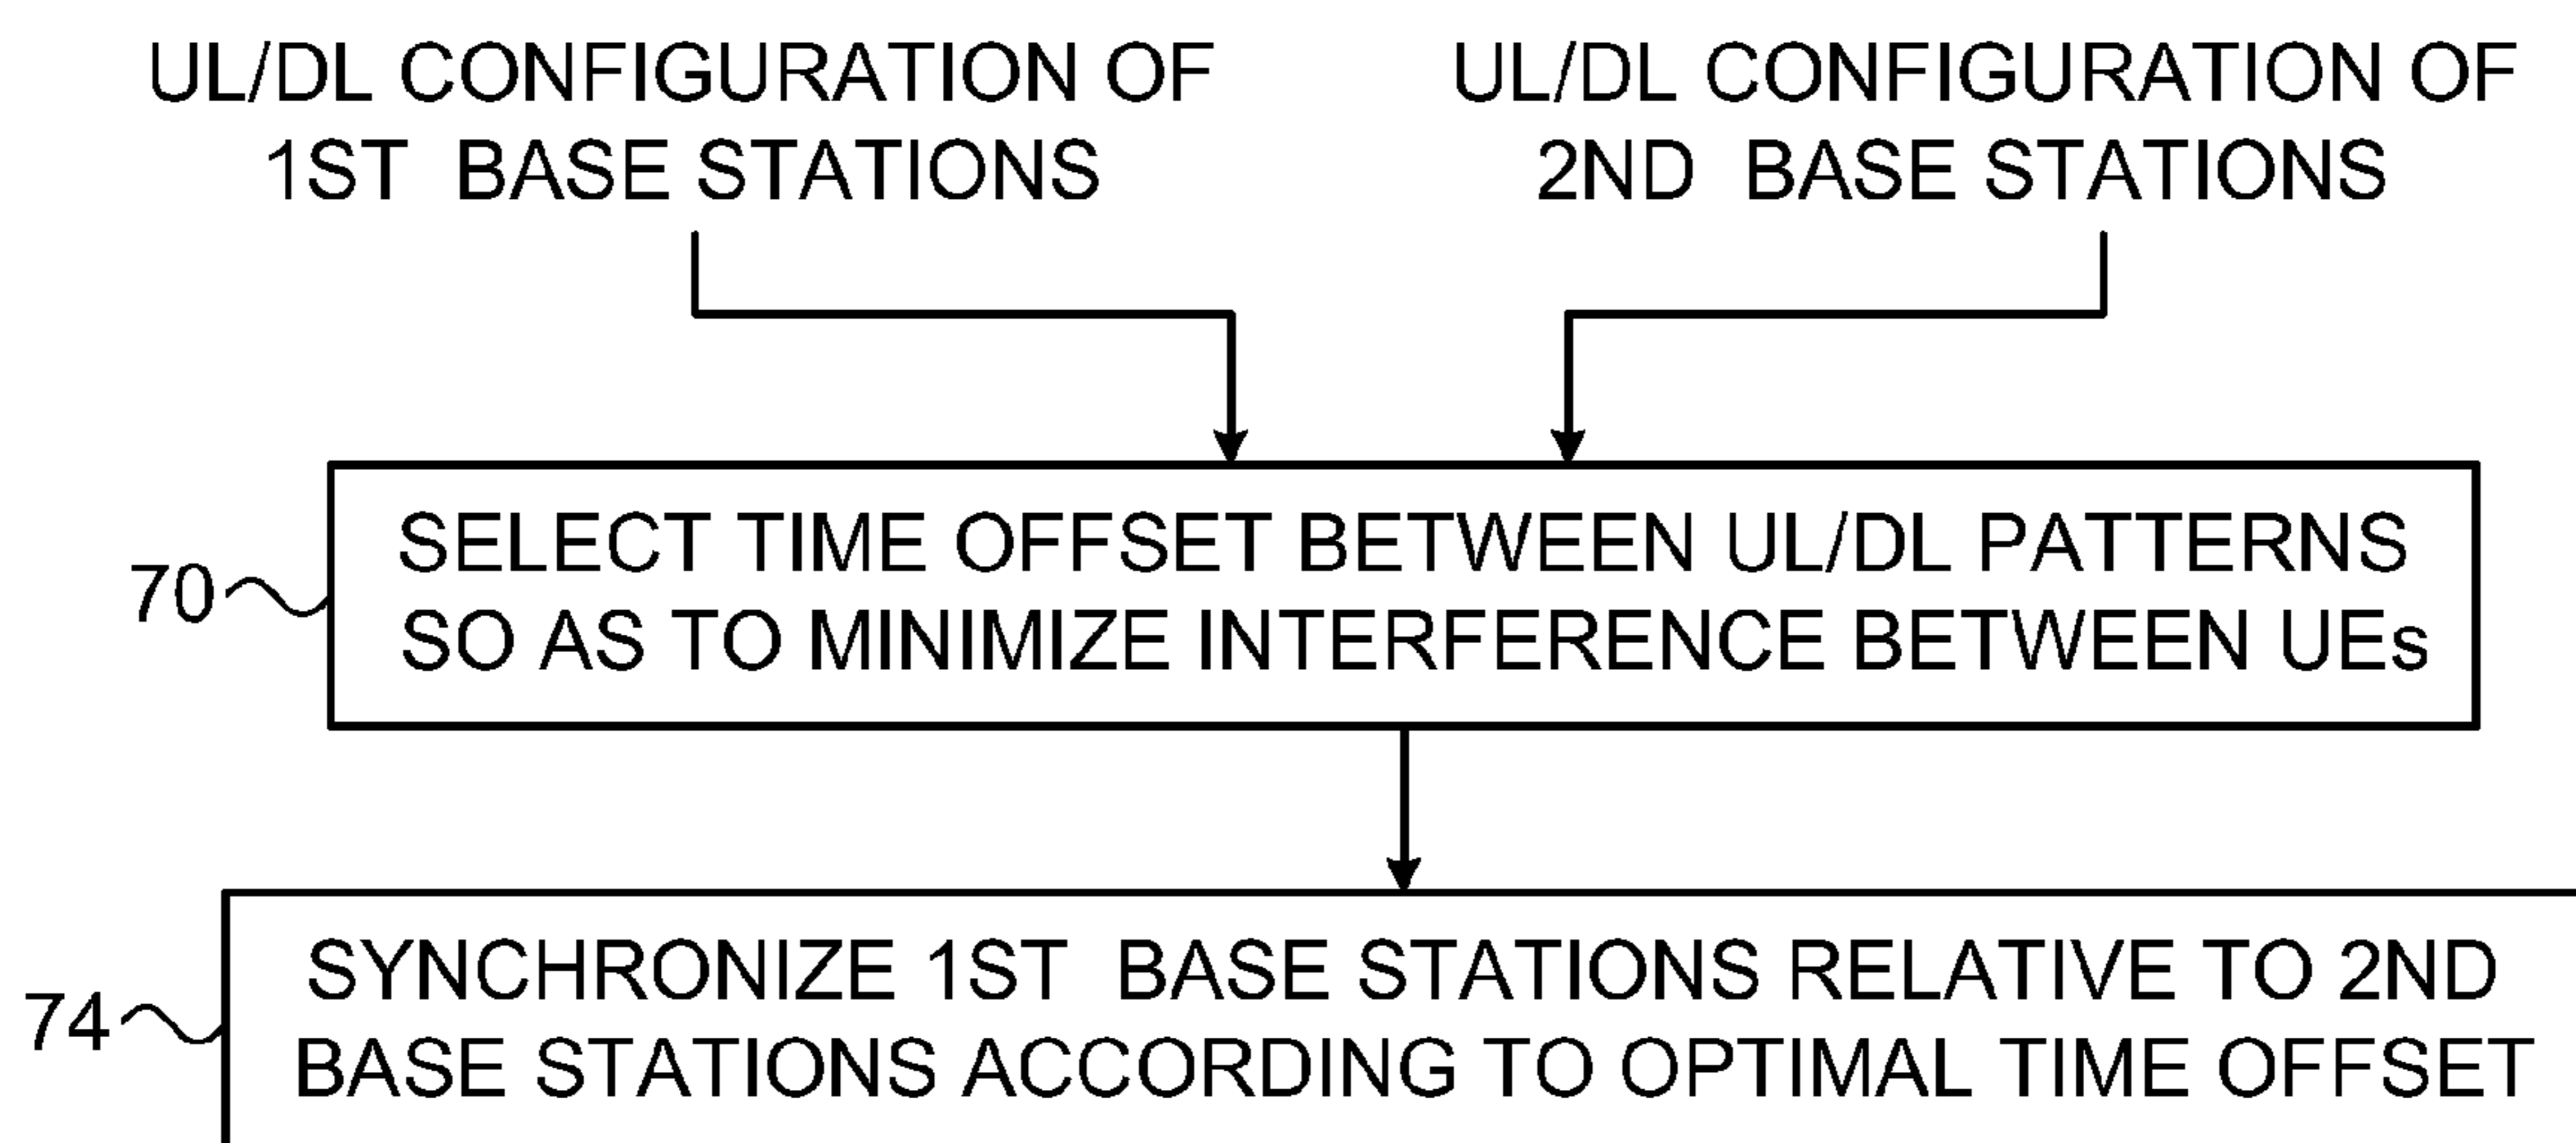 UL/DL CONFIGURATION OF
1ST BASE STATIONS
UL/DL CONFIGURATION OF
2ND BASE STATIONS
70
SELECT TIME OFFSET BETWEEN UL/DL PATTERNS
SO AS TO MINIMIZE INTERFERENCE BETWEEN UEs
74
SYNCHRONIZE 1ST BASE STATIONS RELATIVE TO 2ND
BASE STATIONS ACCORDING TO OPTIMAL TIME OFFSET